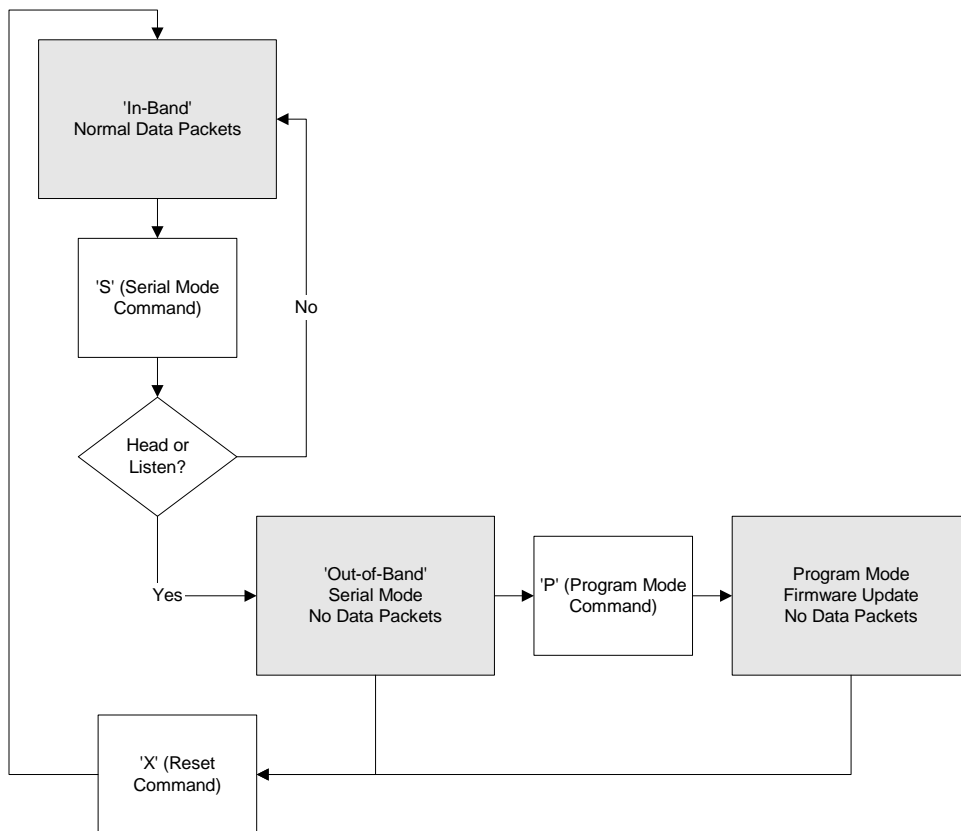 'In-Band'
Normal Data Packets
'S' (Serial Mode
Command)
No
Head or
Listen?
Yes
'Out-of-Band'
Serial Mode
No Data Packets
'P' (Program Mode
Command)
Program Mode
Firmware Update
No Data Packets
'X' (Reset
Command)